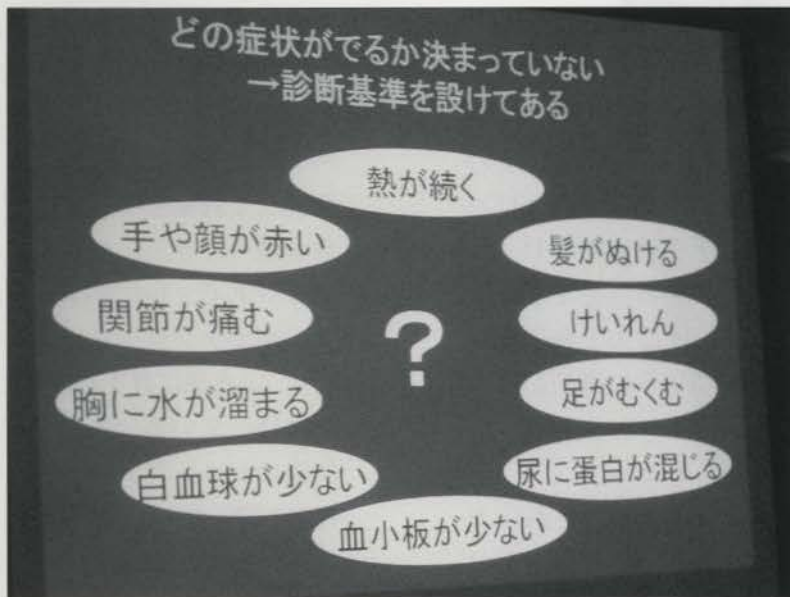 どの症状がでるか決まっていない
→診断基準を設けてある
熱が続く
手や顔が赤い
髪がぬける
関節が痛む
けいれん
?
胸に水が溜まる
足がむくむ
白血球が少ない
尿に蛋白が混じる
血小板が少ない